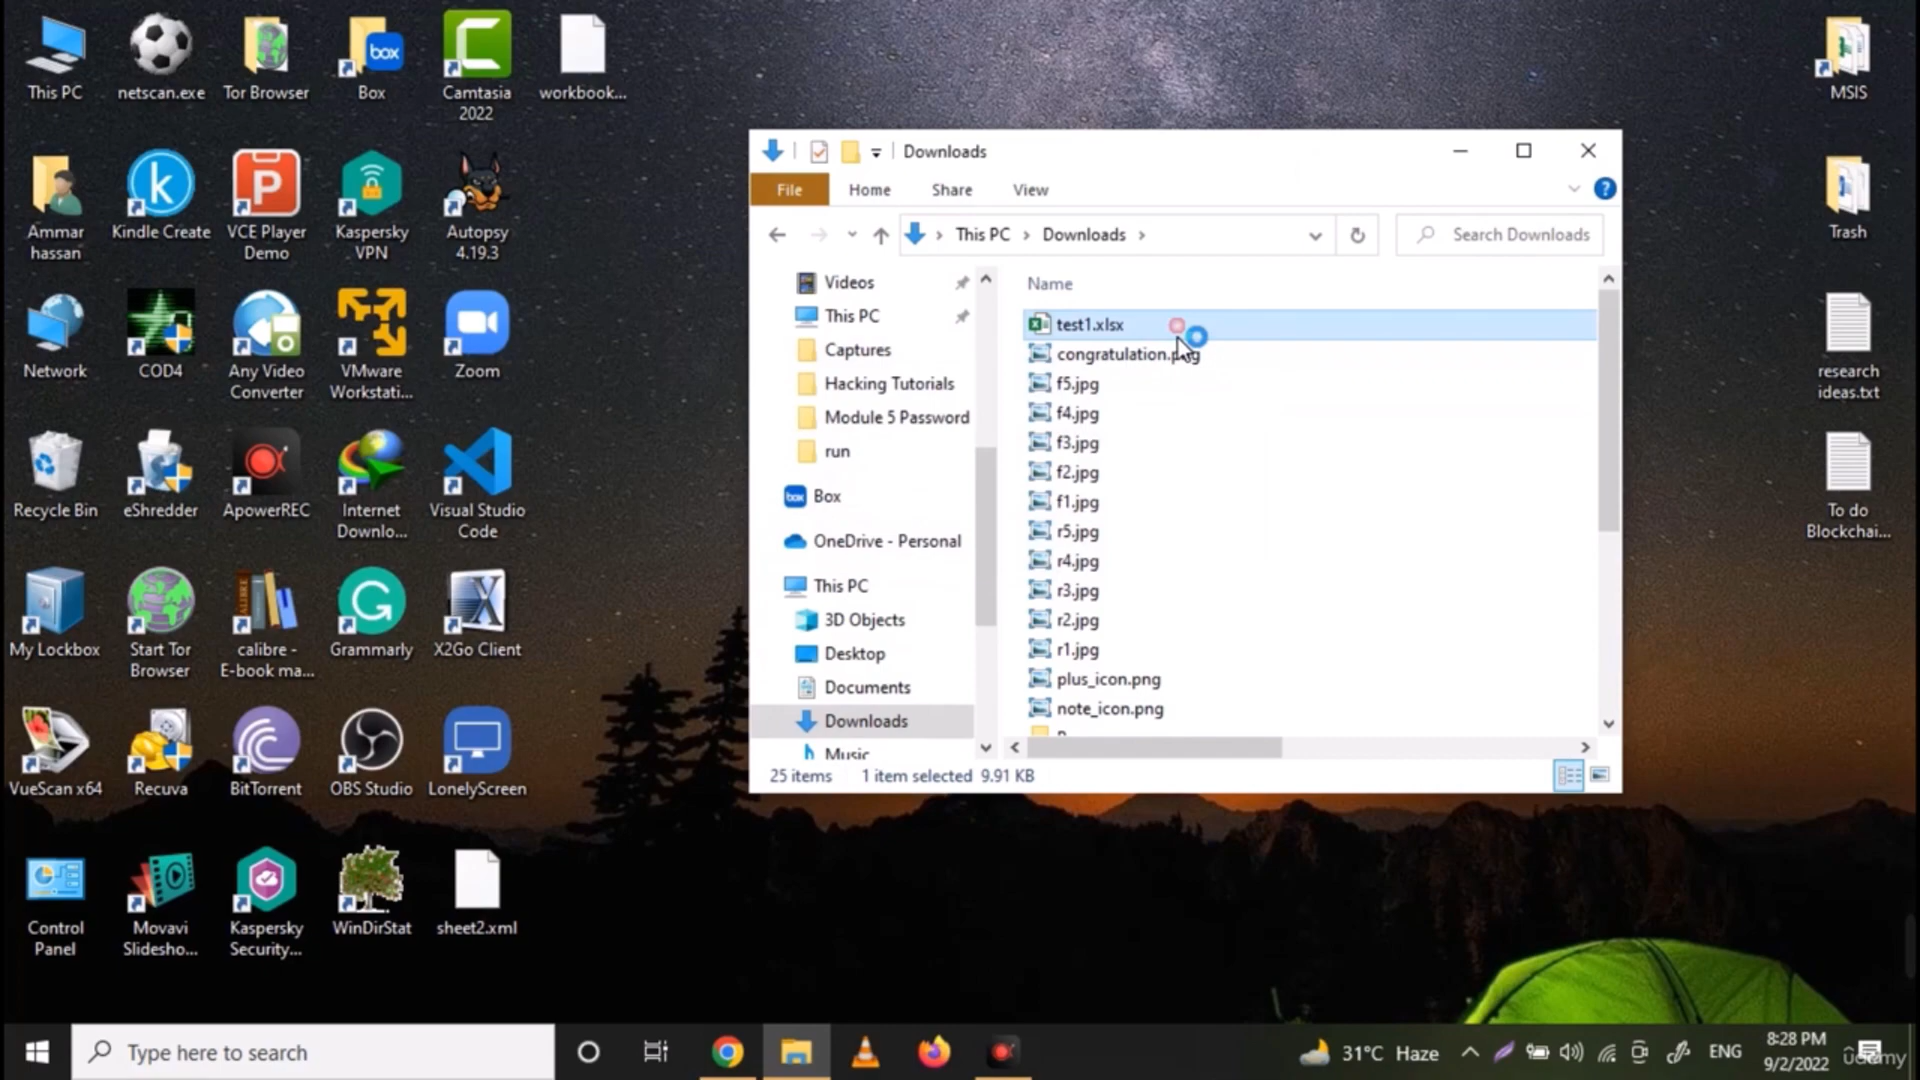 This PC
netscan.exe
Tor Browser
Box
box
Camtasia
2022
workbook...
MSIS
Ammar
hassan
Kindle Create
VCE Player
Demo
Kaspersky
VPN
Autopsy
4.19.3
Trash
Network
COD4
Any Video
Converter
VMware
Workstati...
Zoom
research
ideas.txt
Recycle Bin
eShredder
ApowerREC
Internet
Downlo...
Visual Studio
Code
To do
Blockchai...
My Lockbox
Start Tor
Browser
calibre -
E-book ma...
Grammarly
X2Go Client
VueScan x64
Recuva
BitTorrent
OBS Studio
LonelyScreen
Control
Panel
Movavi
Slidesho...
Kaspersky
Security...
WinDirStat
sheet2.xml
Downloads
File Home Share View
This PC Downloads
Search Downloads
Videos
This PC
Captures
Hacking Tutorials
Module 5 Password
run
Box
OneDrive - Personal
This PC
3D Objects
Desktop
Documents
Downloads
Music
Name
test1.xlsx
congratulation.png
f5.jpg
f4.jpg
f3.jpg
f2.jpg
f1.jpg
r5.jpg
r4.jpg
r3.jpg
r2.jpg
r1.jpg
plus_icon.png
note_icon.png
25 items 1 item selected 9.91 KB
Type here to search
31°C Haze
ENG
8:28 PM
9/2/2022
udemy